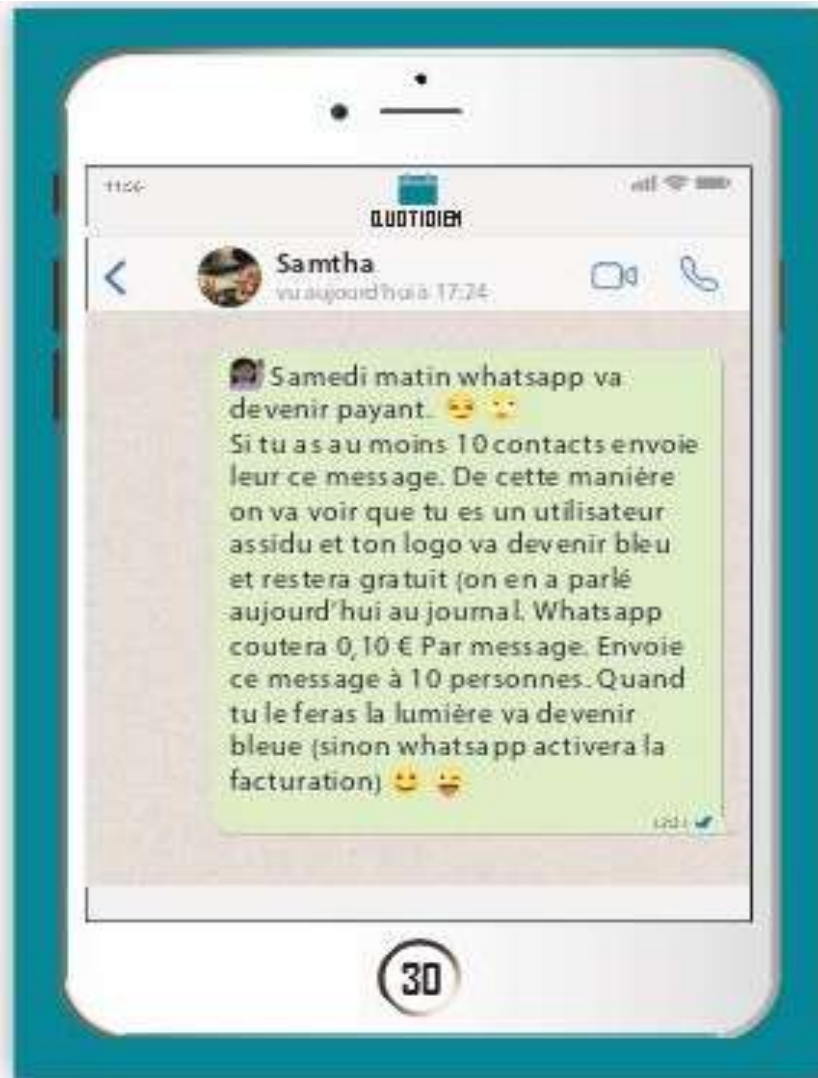 QUOTIDIEN
Samtha
vu aujourd'hui à 17:24
Samedi matin whatsapp va
devenir payant.
Si tu as au moins 10 contacts envoie
leur ce message. De cette manière
on va voir que tu es un utilisateur
assidu et ton logo va devenir bleu
et restera gratuit (on en a parlé
aujourd'hui au journal. Whatsapp
coutera 0,10 € Par message. Envoie
ce message à 10 personnes. Quand
tu le feras la lumière va devenir
bleue (sinon whatsapp activera la
facturation)
30